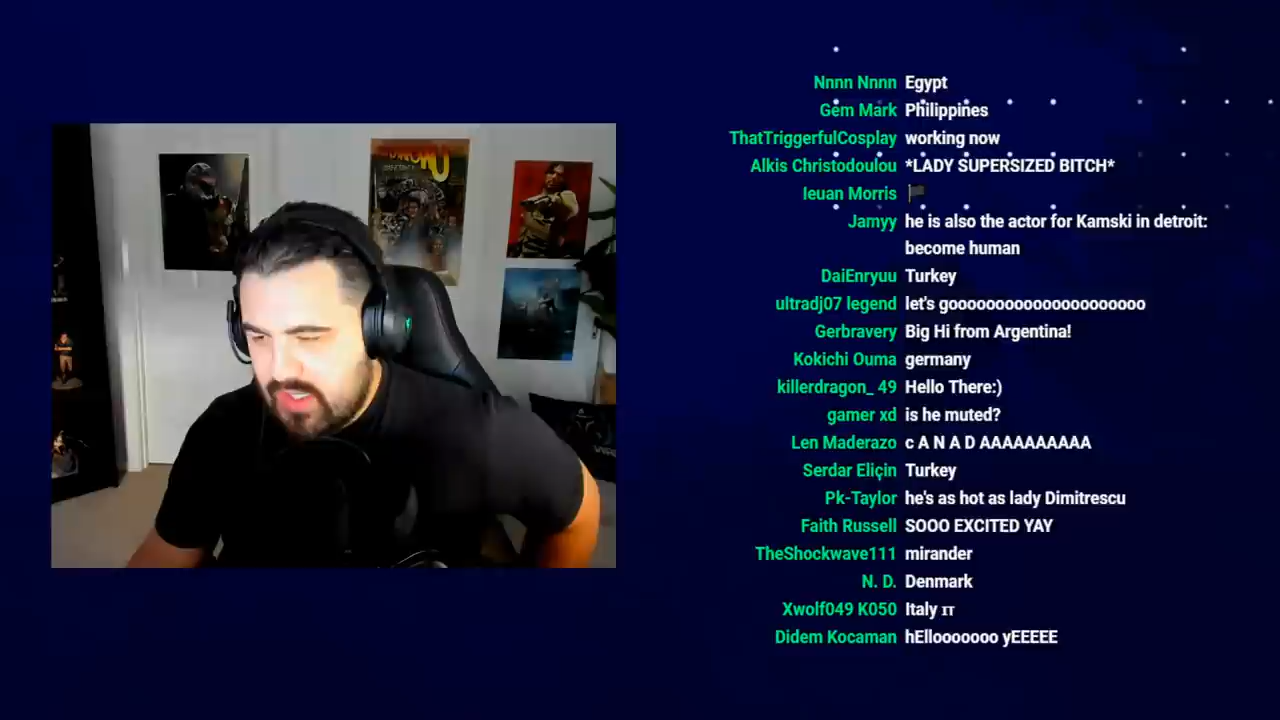 Nnnn Nnnn Egypt
Gem Mark Philippines
ThatTriggerfulCosplay working now
Alkis Christodoulou *LADY SUPERSIZED BITCH*
Ieuan Morris 🏴
Jamyy he is also the actor for Kamski in detroit:
become human
DaiEnryuu Turkey
ultradj07 legend let's gooooooooooooooooooooo
Gerbravery Big Hi from Argentina!
Kokichi Ouma germany
killerdragon_ 49 Hello There:)
gamer xd is he muted?
Len Maderazo c A N A D AAAAAAAAAA
Serdar Eliçin Turkey
Pk-Taylor he's as hot as lady Dimitrescu
Faith Russell SOOO EXCITED YAY
TheShockwave111 mirander
N. D. Denmark
Xwolf049 K050 Italy ɪᴛ
Didem Kocaman hEllooooooo yEEEEE